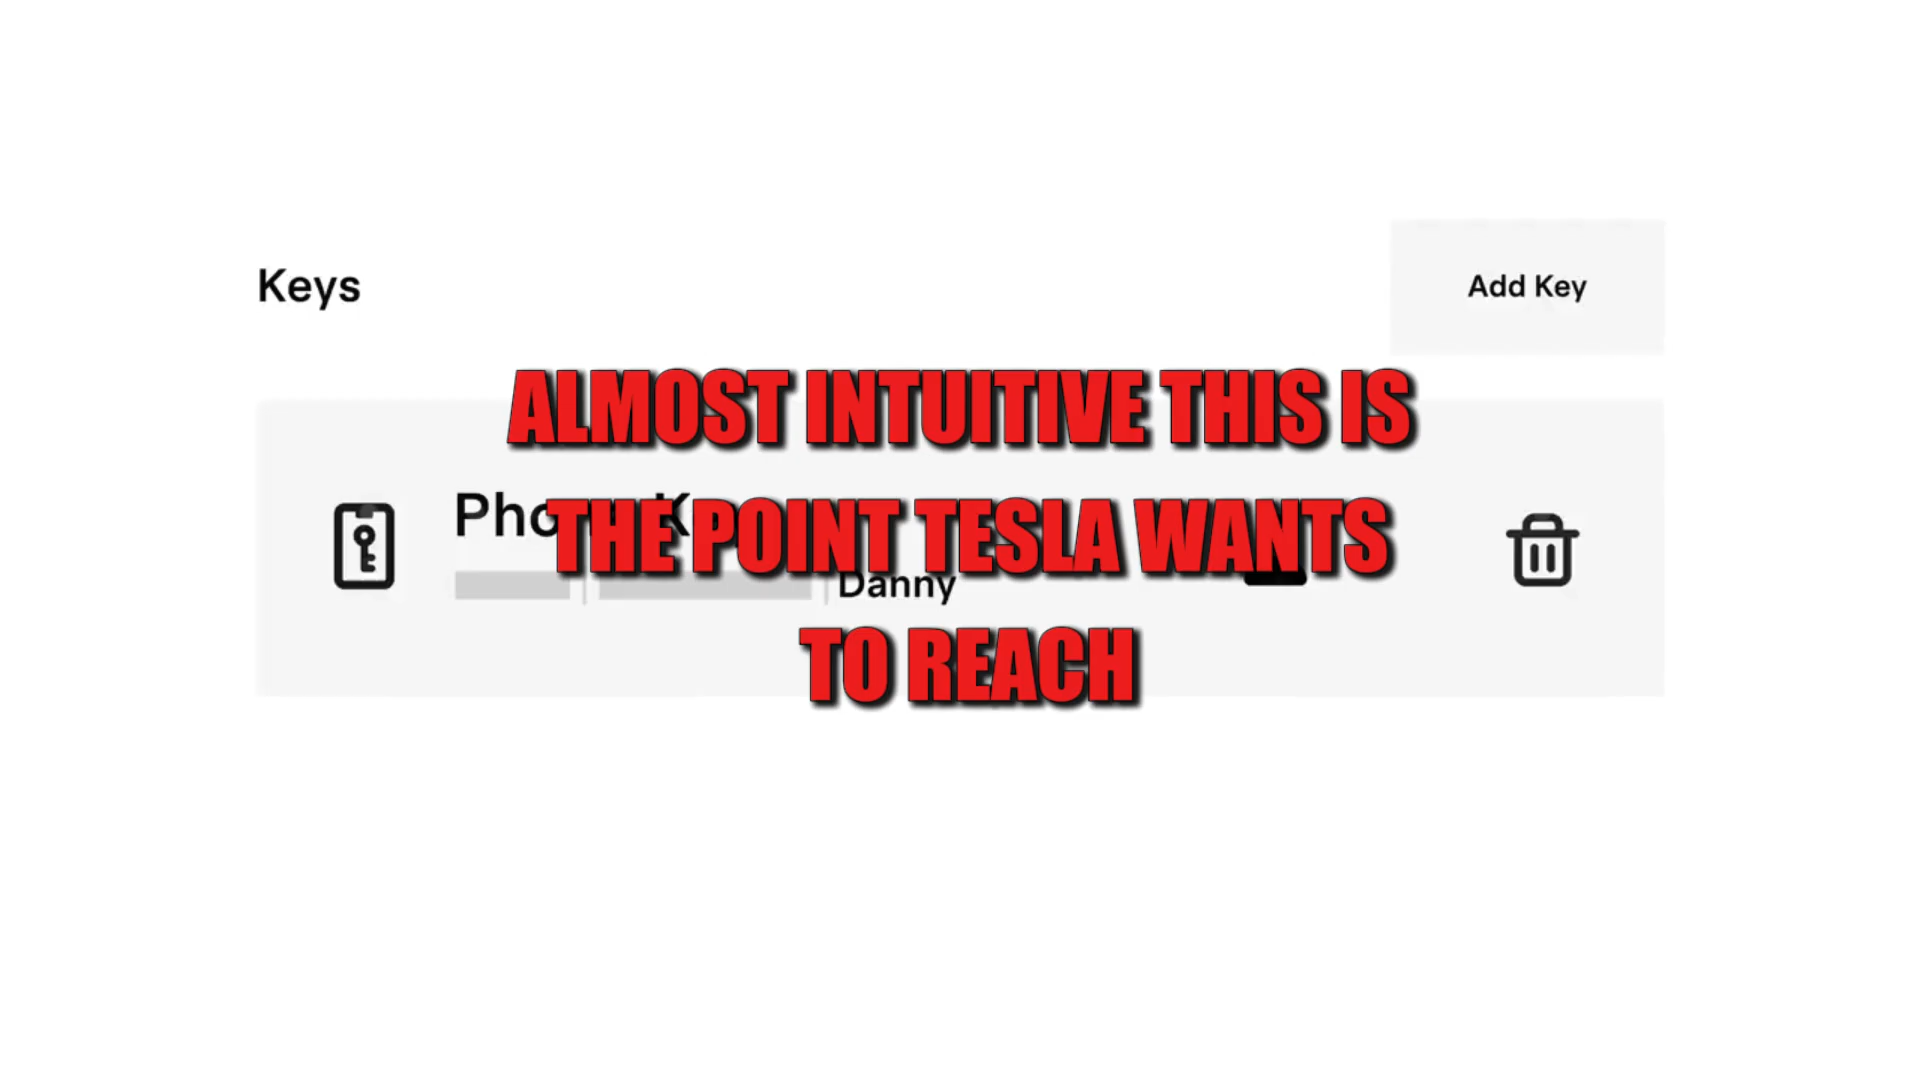 Keys
Add Key
ALMOST INTUITIVE THIS IS
THE POINT TESLA WANTS
Danny
TO REACH